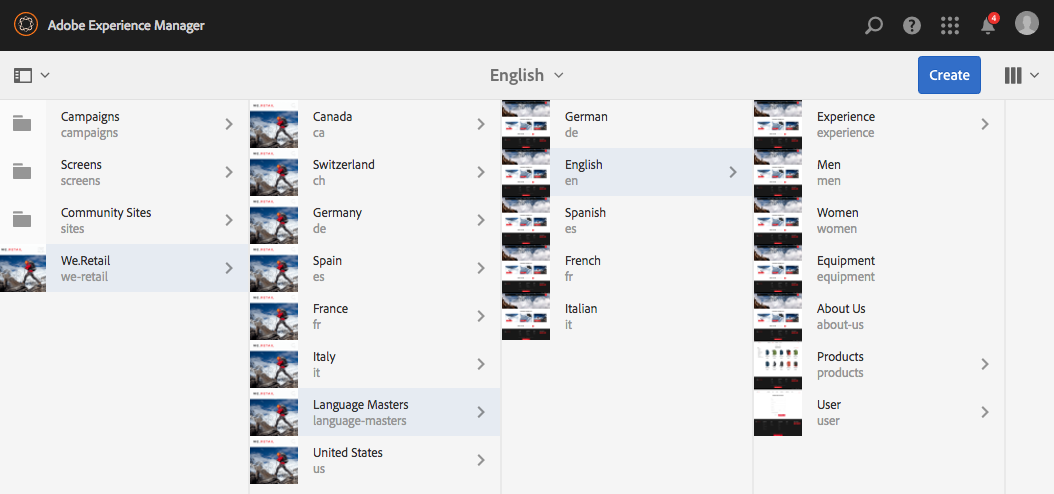 Adobe Experience Manager
4
English
Create
Campaigns
campaigns
Screens
screens
Community Sites
sites
We.Retail
we-retail
Canada
ca
Switzerland
ch
Germany
de
Spain
es
France
fr
Italy
it
Language Masters
language-masters
United States
us
German
de
English
en
Spanish
es
French
fr
Italian
it
Experience
experience
Men
men
Women
women
Equipment
equipment
About Us
about-us
Products
products
User
user